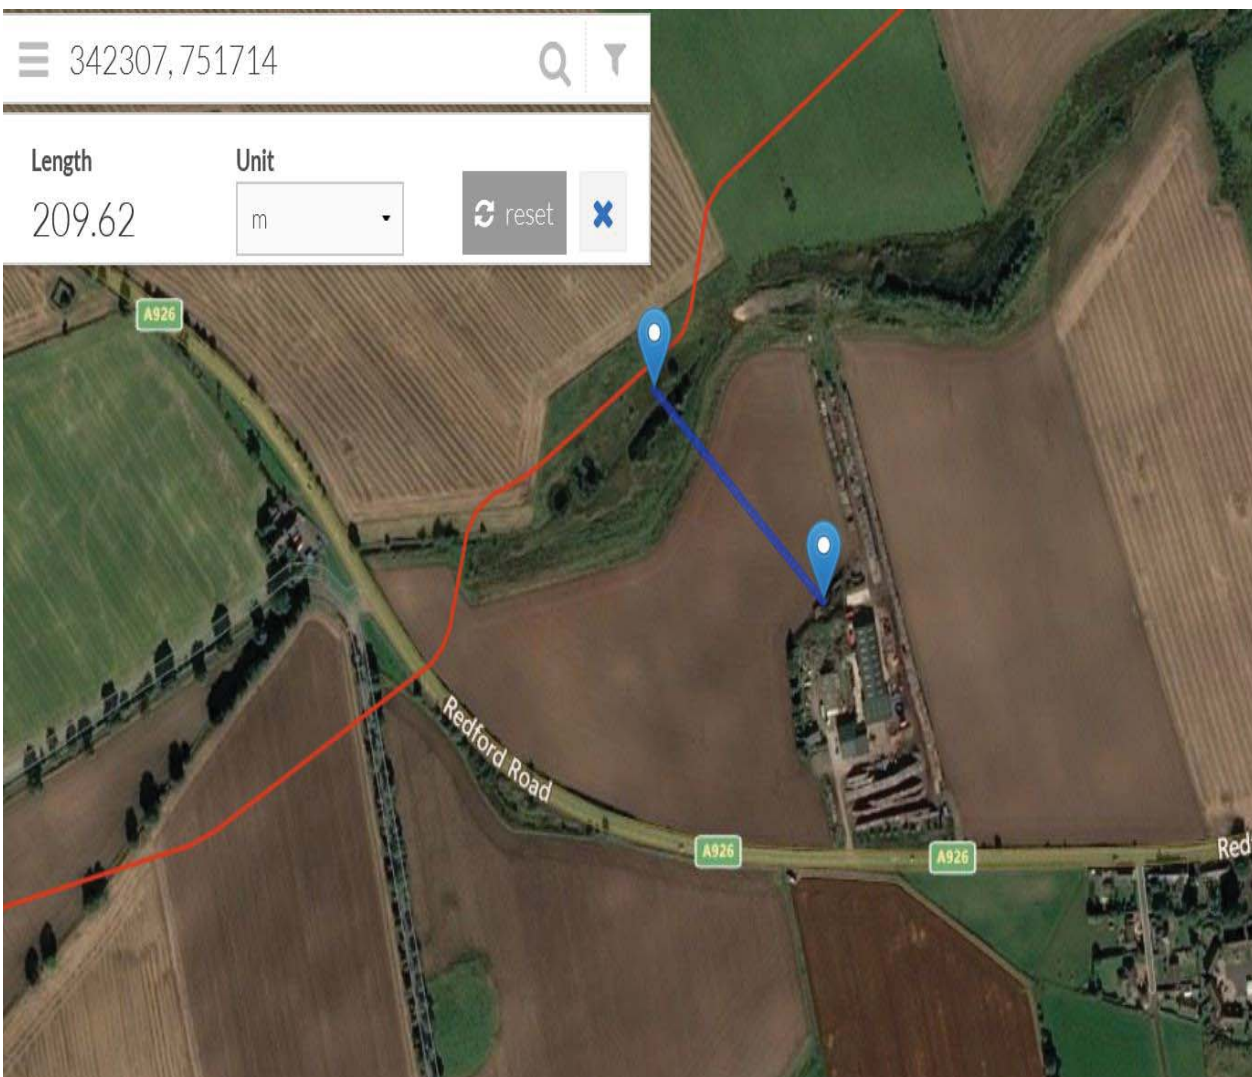 342307, 751714
Length
Unit
209.62
m
reset
A926
Redford Road
A926
A926
Red